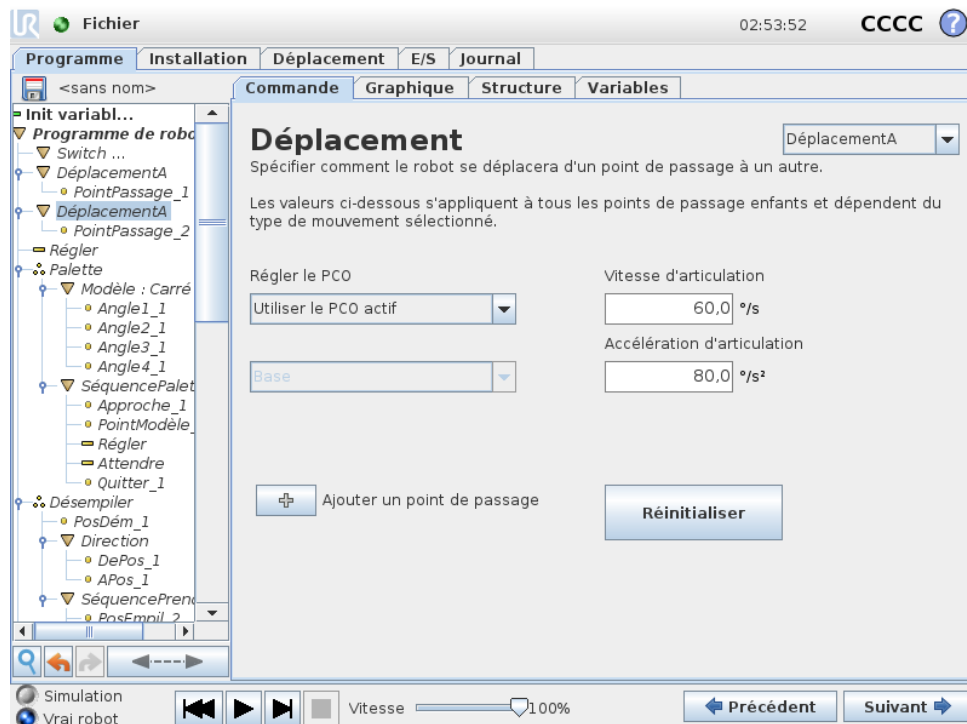 UR Fichier 02:53:52 CCCC ?
Programme Installation Déplacement E/S Journal
<sans nom>
Commande Graphique Structure Variables
Init variabl...
Programme de robo
Switch ...
DéplacementA
PointPassage_1
DéplacementA
PointPassage_2
Régler
Palette
Modèle : Carré
Angle1_1
Angle2_1
Angle3_1
Angle4_1
SéquencePalet
Approche_1
PointModèle_
Régler
Attendre
Quitter_1
Désempiler
PosDém_1
Direction
DePos_1
APos_1
SéquencePrend
PosEmpil_2
Déplacement
DéplacementA
Spécifier comment le robot se déplacera d'un point de passage à un autre.
Les valeurs ci-dessous s'appliquent à tous les points de passage enfants et dépendent du
type de mouvement sélectionné.
Régler le PCO
Vitesse d'articulation
Utiliser le PCO actif
60,0 °/s
Accélération d'articulation
Base
80,0 °/s²
Ajouter un point de passage
Réinitialiser
Simulation
Vrai robot
Vitesse 100%
Précédent
Suivant